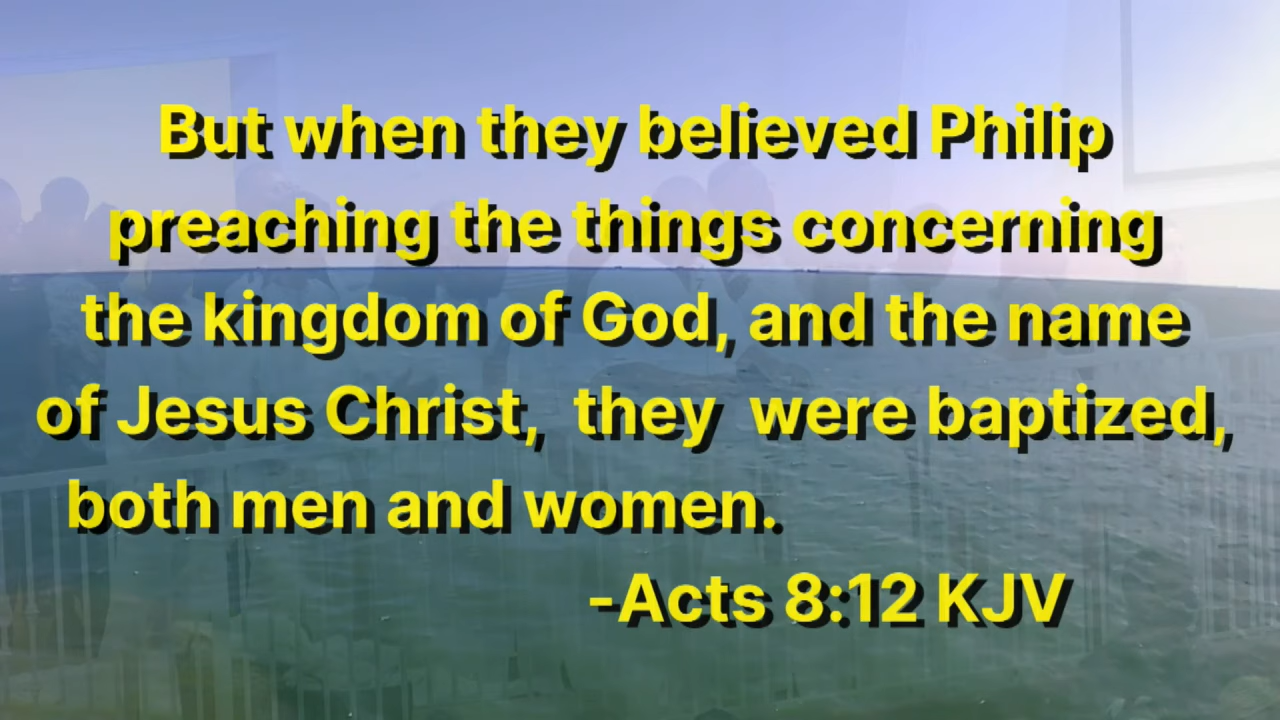 But when they believed Philip
preaching the things concerning
the kingdom of God, and the name
of Jesus Christ, they were baptized,
both men and women.
-Acts 8:12 KJV